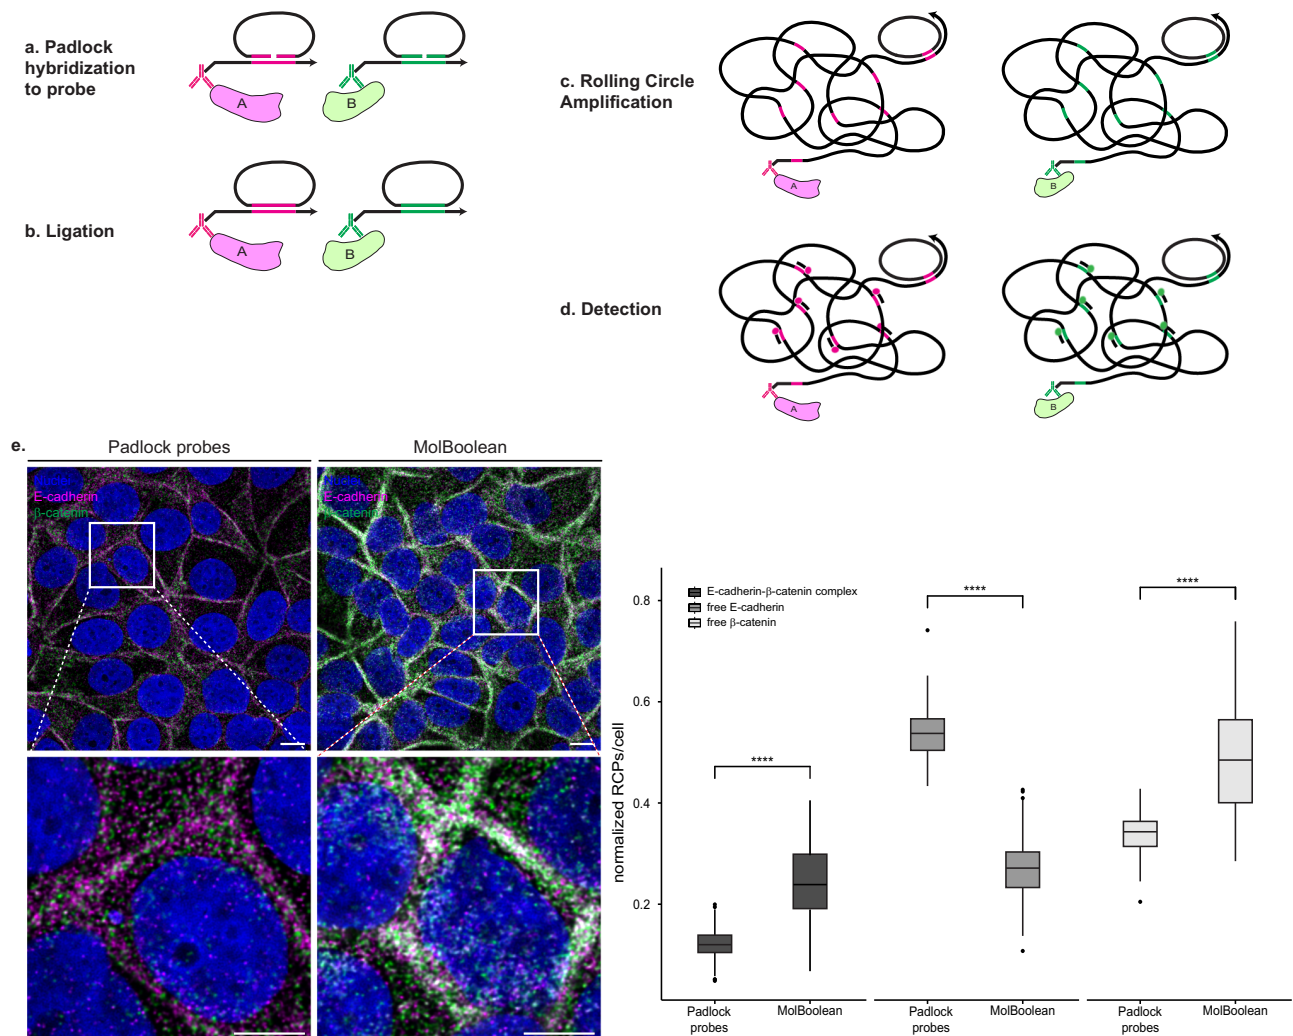 a. Padlock
hybridization
to probe
A
B
b. Ligation
A
B
c. Rolling Circle
Amplification
A
B
d. Detection
A
B
e.
Padlock probes
MolBoolean
Nuclei
E-cadherin
β-catenin
Nuclei
E-cadherin
β-catenin
normalized RCPs/cell
0.8
0.6
0.4
0.2
E-cadherin-β-catenin complex
free E-cadherin
free β-catenin
****
****
****
Padlock
probes
MolBoolean
Padlock
probes
MolBoolean
Padlock
probes
MolBoolean